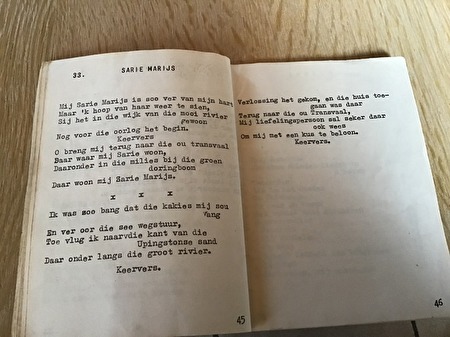 33. SARIE MARIJS
Mij Sarie Marijs is soo ver van mijn hart
Maar 'k hoop van haar weer te sien,
Sij het in die wijk van die mooi rivier
gewoon
Nog voor die oorlog het begin.
Keervers
O breng mij terug naar die ou transvaal
Daar waar mij Sarie woon,
Daaronder in die milies bij die groen
doringboom
Daar woon mij Sarie Marijs.
x x x
Ik was zoo bang dat die kakies mij sou
vang
En ver oor die see wegstuur,
Toe vlug ik naarvdie kant van die
Upingstonse sand
Daar onder langs die groot rivier.
Keervers.
45
Verlossing het gekom, en die huis toe-
gaan was daar
Terug naar die ou Transvaal,
Mij liefelingspersoon sal seker daar
ook wees
Om mij met een kus te beloon.
Keervers.
46